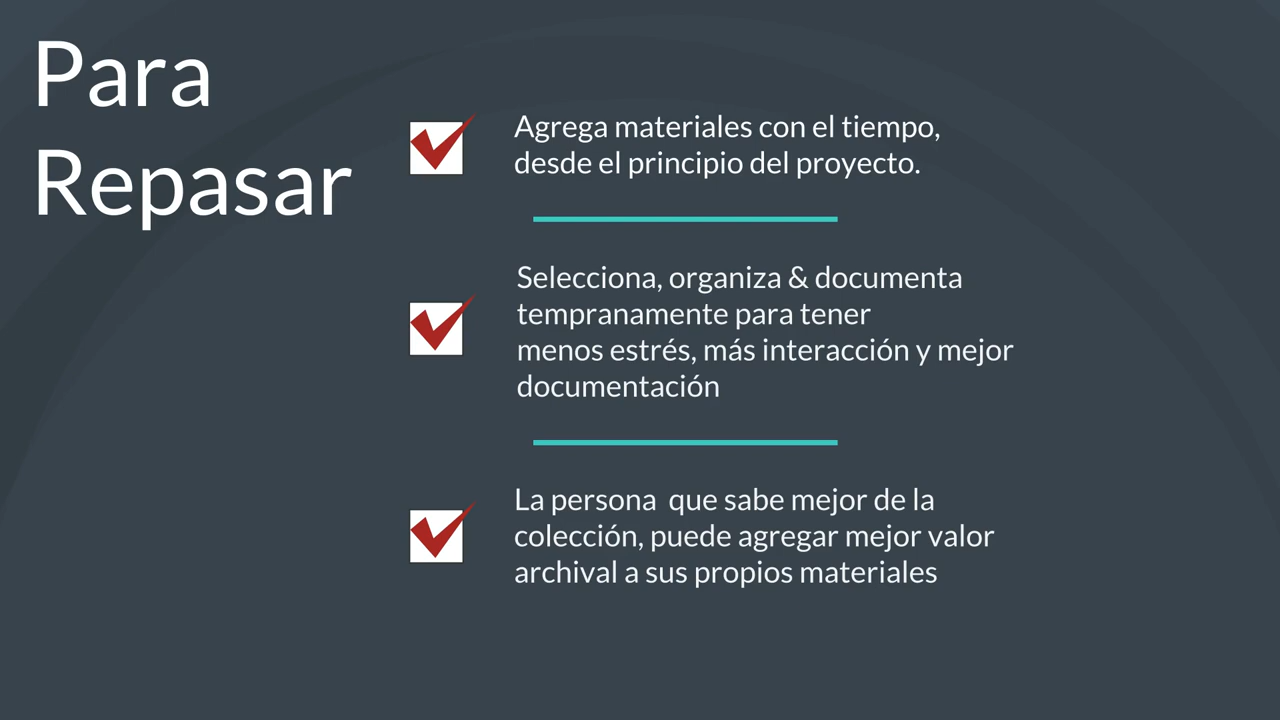 Para
Repasar
Agrega materiales con el tiempo,
desde el principio del proyecto.
Selecciona, organiza & documenta
tempranamente para tener
menos estrés, más interacción y mejor
documentación
La persona  que sabe mejor de la
colección, puede agregar mejor valor
archival a sus propios materiales